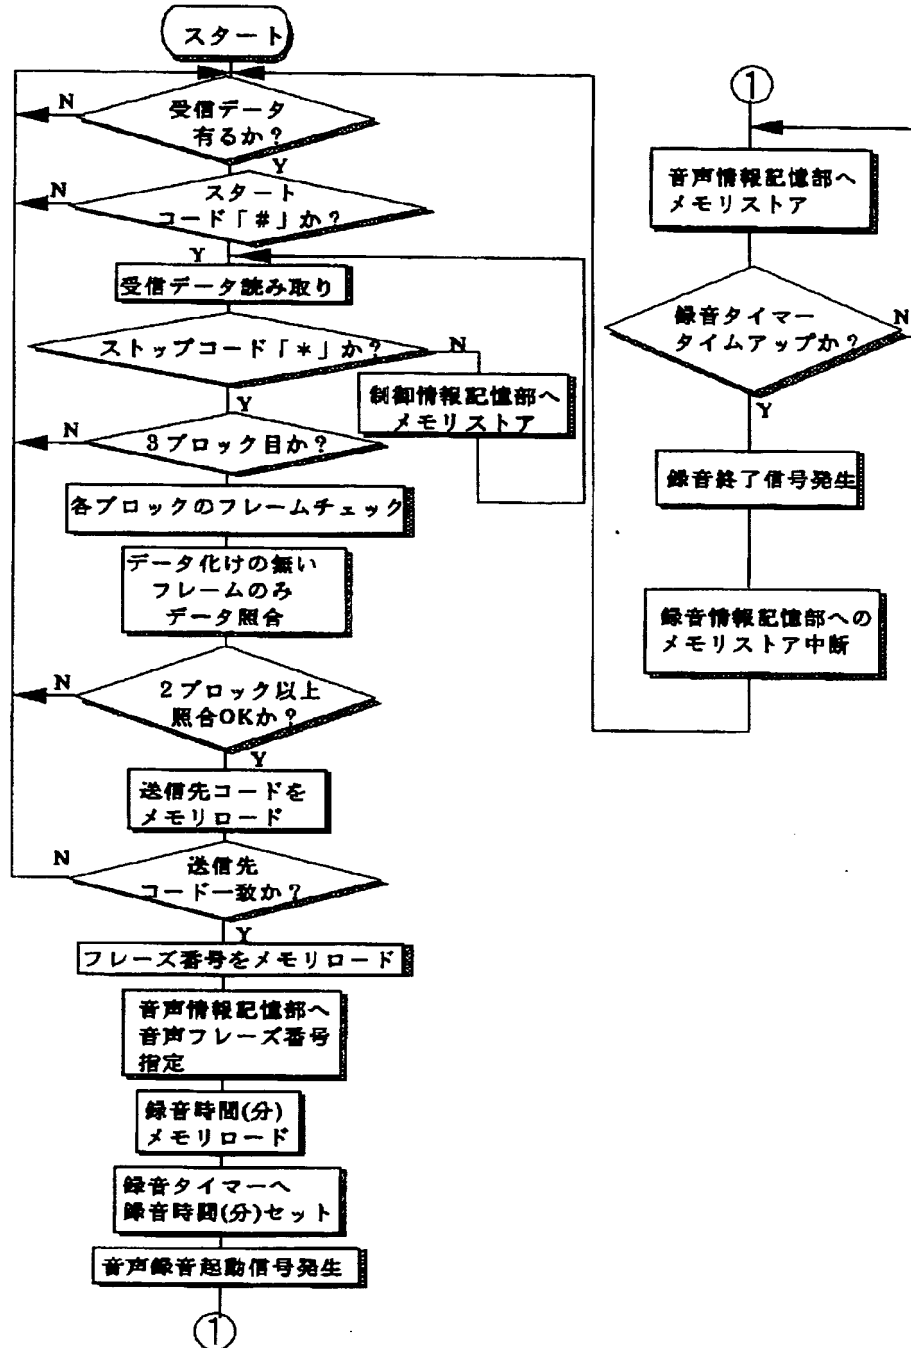 スタート
N
受信データ
有るか？
Y
N
スタート
コード「＃」か？
Y
受信データ読み取り
ストップコード「＊」か？
N
制御情報記憶部へ
メモリストア
Y
N
3ブロック目か？
各ブロックのフレームチェック
データ化けの無い
フレームのみ
データ照合
N
2ブロック以上
照合OKか？
Y
送信先コードを
メモリロード
N
送信先
コード一致か？
Y
フレーズ番号をメモリロード
音声情報記憶部へ
音声フレーズ番号
指定
録音時間(分)
メモリロード
録音タイマーへ
録音時間(分)セット
音声録音起動信号発生
①
①
音声情報記憶部へ
メモリストア
録音タイマー
タイムアップか？
N
Y
録音終了信号発生
録音情報記憶部への
メモリストア中断